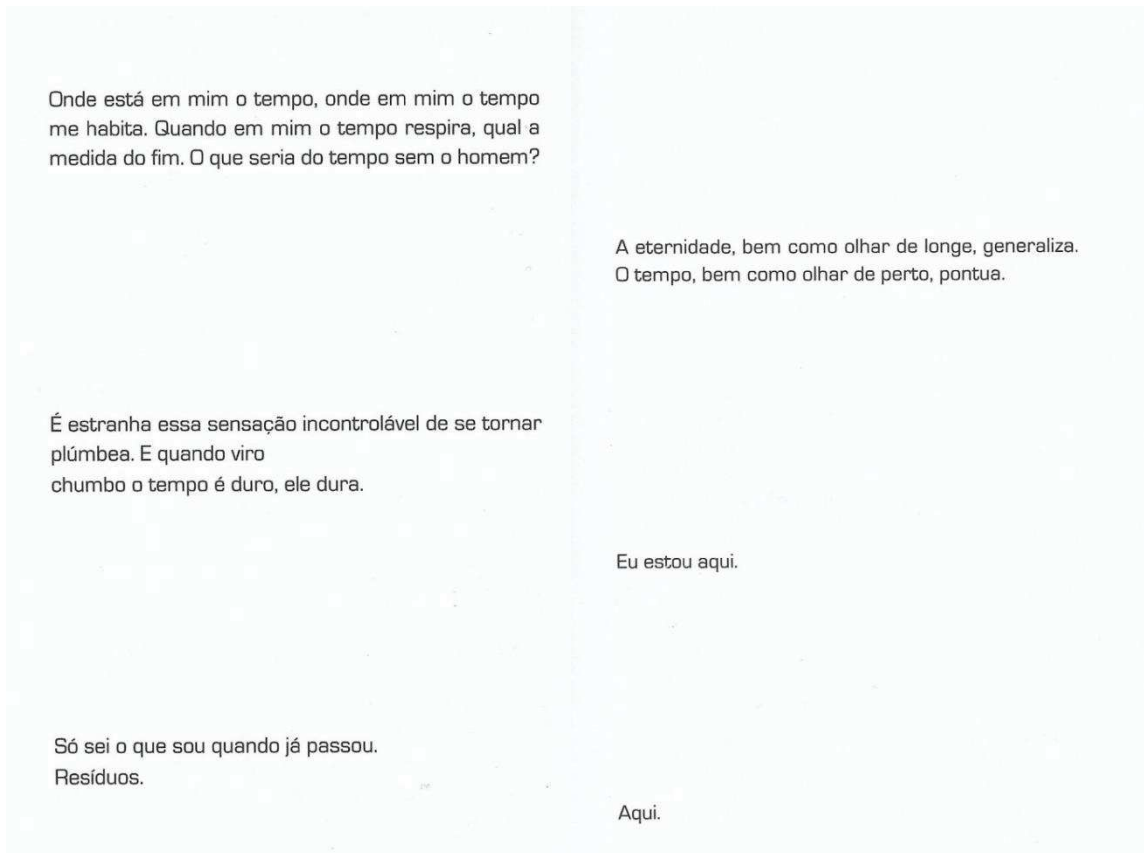 Onde está em mim o tempo, onde em mim o tempo
me habita. Quando em mim o tempo respira, qual a
medida do fim. O que seria do tempo sem o homem?
É estranha essa sensação incontrolável de se tornar
plúmbea. E quando viro
chumbo o tempo é duro, ele dura.
Só sei o que sou quando já passou.
Resíduos.
A eternidade, bem como olhar de longe, generaliza.
O tempo, bem como olhar de perto, pontua.
Eu estou aqui.
Aqui.